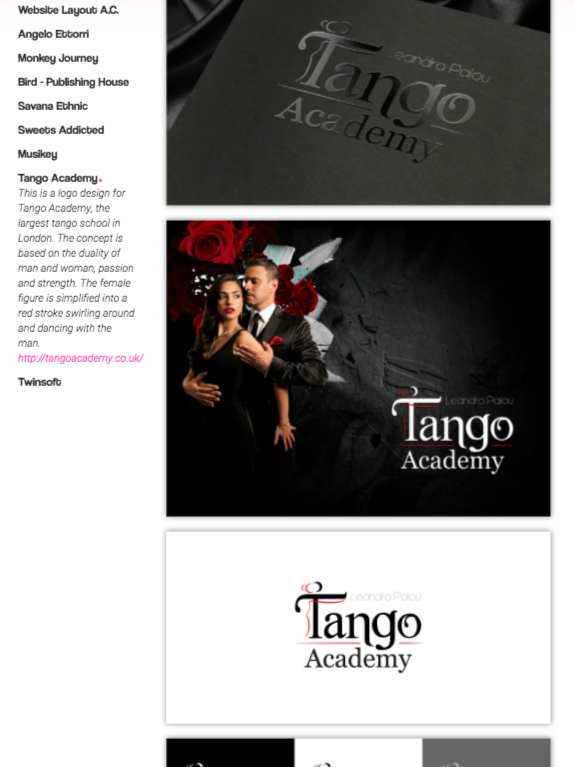 Website Layout A.C.
Angelo Ettorri
Monkey Journey
Bird - Publishing House
Savana Ethnic
Sweets Addicted
Musikey
Tango Academy.
This is a logo design for
Tango Academy, the
largest tango school in
London. The concept is
based on the duality of
man and woman, passion
and strength. The female
figure is simplified into a
red stroke swirling around
and dancing with the
man.
http://tangoacademy.co.uk/
Twinsoft
Leandro Palou
Tango
Academy
Leandro Palou
Tango
Academy
Leandro Palou
Tango
Academy